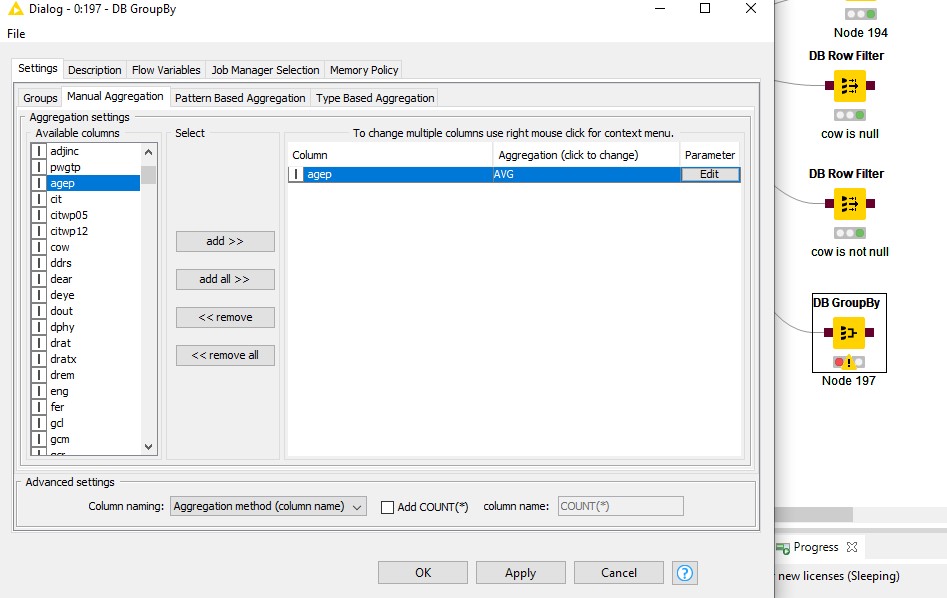 Dialog - 0:197 - DB GroupBy
File
Settings
Description
Flow Variables
Job Manager Selection
Memory Policy
Groups
Manual Aggregation
Pattern Based Aggregation
Type Based Aggregation
Aggregation settings
Available columns
adjinc
pwgtp
agep
cit
citwp05
citwp12
cow
ddrs
dear
deye
dout
dphy
drat
dratx
drem
eng
fer
gcl
gcm
Select
add >>
add all >>
<< remove
<< remove all
To change multiple columns use right mouse click for context menu.
Column Aggregation (click to change) Parameter
agep AVG Edit
Advanced settings
Column naming: Aggregation method (column name) Add COUNT(*) column name: COUNT(*)
OK
Apply
Cancel
?
Node 194
DB Row Filter
cow is null
DB Row Filter
cow is not null
DB GroupBy
Node 197
Progress
new licenses (Sleeping)